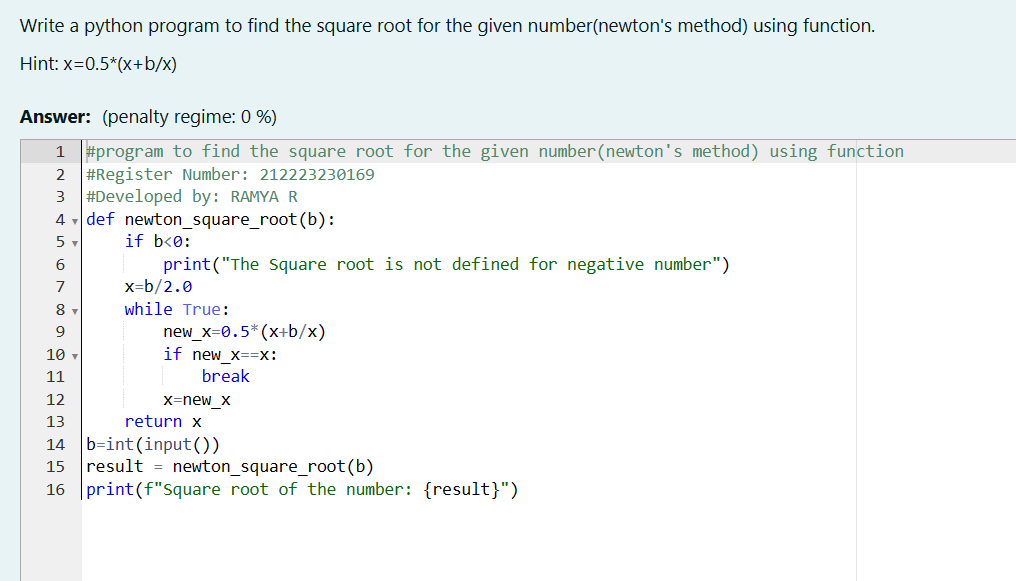 Write a python program to find the square root for the given number(newton's method) using function.
Hint: x=0.5*(x+b/x)
Answer: (penalty regime: 0 %)
1 #program to find the square root for the given number(newton's method) using function
2 #Register Number: 212223230169
3 #Developed by: RAMYA R
4 def newton_square_root(b):
5     if b<0:
6         print("The Square root is not defined for negative number")
7     x=b/2.0
8     while True:
9         new_x=0.5*(x+b/x)
10         if new_x==x:
11             break
12         x=new_x
13     return x
14 b=int(input())
15 result = newton_square_root(b)
16 print(f"Square root of the number: {result}")